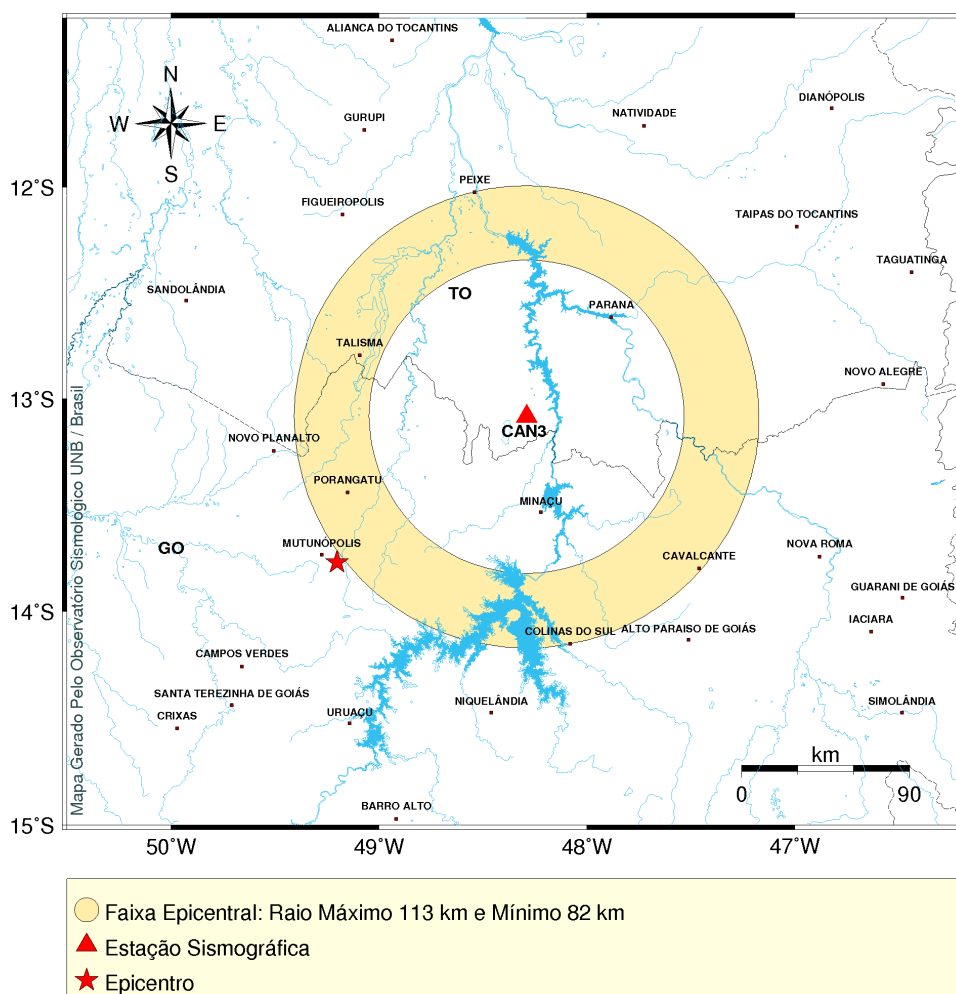 ALIANCA DO TOCANTINS
N
W E
S
GURUPI
NATIVIDADE
DIANÓPOLIS
12°S
PEIXE
FIGUEIROPOLIS
TAIPAS DO TOCANTINS
TAGUATINGA
SANDOLÂNDIA
TO
PARANA
TALISMA
NOVO ALEGRE
13°S
CAN3
NOVO PLANALTO
PORANGATU
MINAÇU
GO
MUTUNÓPOLIS
CAVALCANTE
NOVA ROMA
GUARANI DE GOIÁS
14°S
IACIARA
COLINAS DO SUL
ALTO PARAISO DE GOIÁS
CAMPOS VERDES
SANTA TEREZINHA DE GOIÁS
NIQUELÂNDIA
SIMOLÂNDIA
CRIXAS
URUAÇU
km
0 90
BARRO ALTO
15°S
50°W 49°W 48°W 47°W
Mapa Gerado Pelo Observatório Sismologico UNB / Brasil
Faixa Epicentral: Raio Máximo 113 km e Mínimo 82 km
Estação Sismográfica
Epicentro